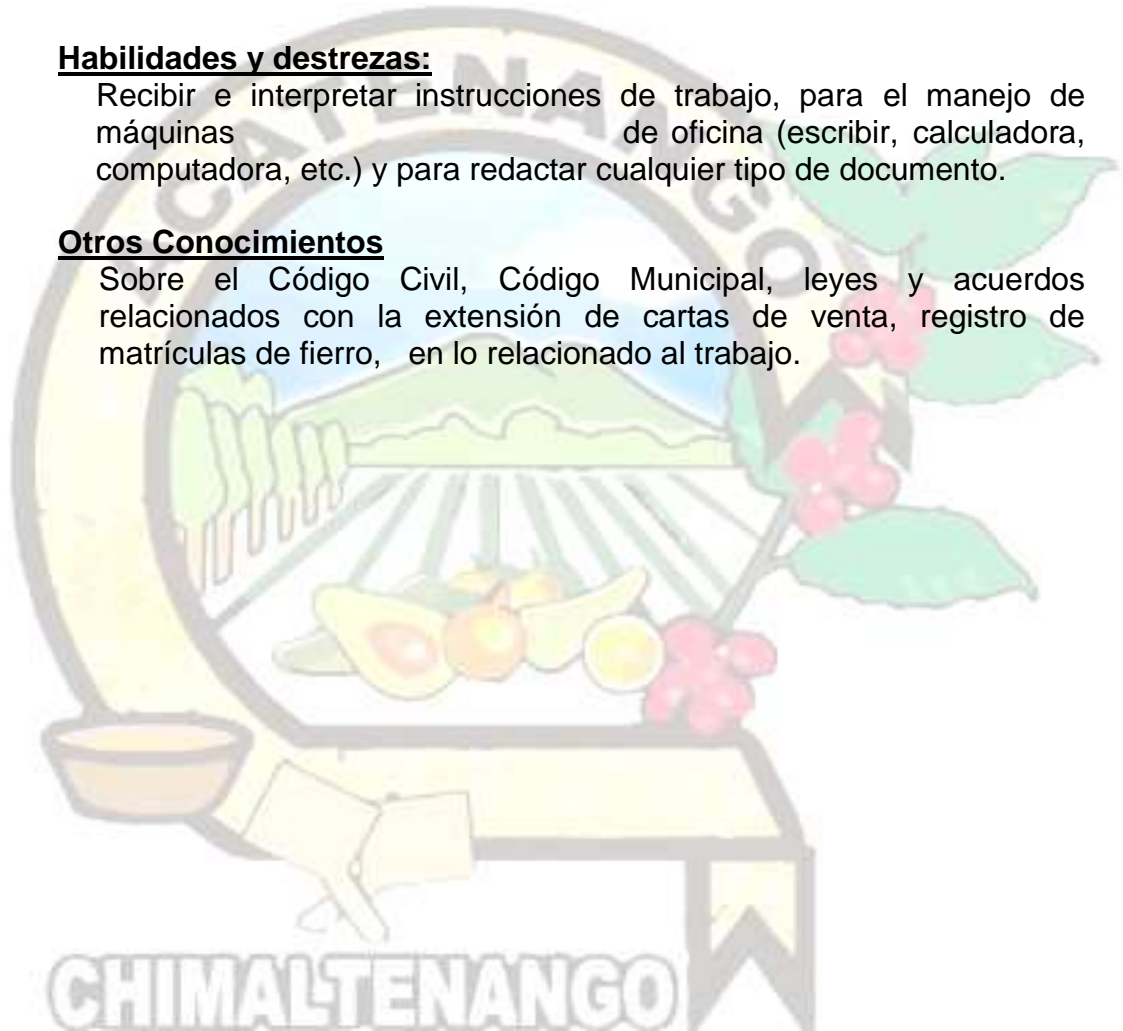 Habilidades y destrezas:
Recibir e interpretar instrucciones de trabajo, para el manejo de
máquinas de oficina (escribir, calculadora,
computadora, etc.) y para redactar cualquier tipo de documento.
Otros Conocimientos
Sobre el Código Civil, Código Municipal, leyes y acuerdos
relacionados con la extensión de cartas de venta, registro de
matrículas de fierro, en lo relacionado al trabajo.
ACATENANGO
CHIMALTENANGO